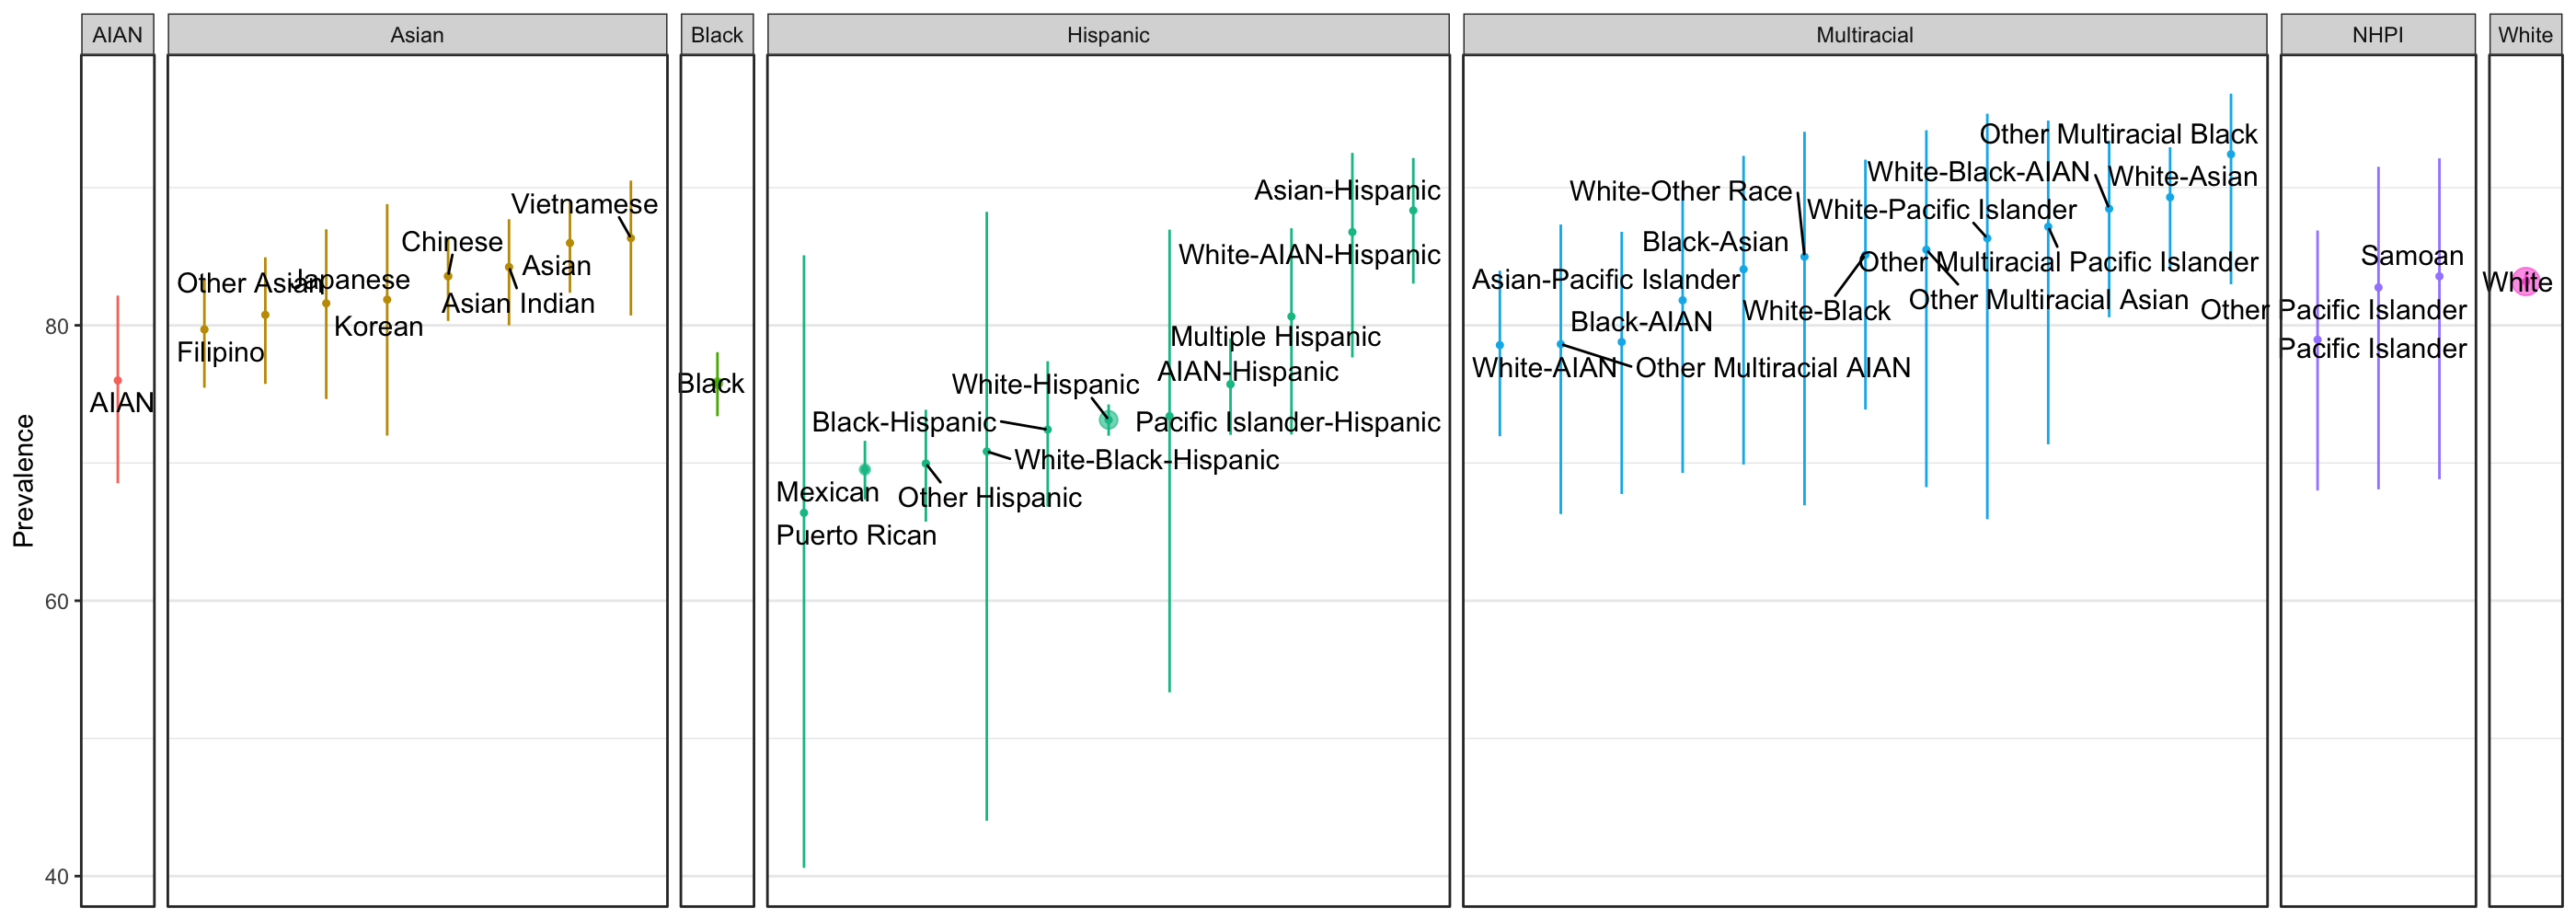 AIAN
Asian
Black
Hispanic
Multiracial
NHPI
White
Prevalence
80
60
40
AIAN
Vietnamese
Chinese
Asian
Other Asian
Japanese
Asian Indian
Korean
Filipino
Black
Asian-Hispanic
White-AIAN-Hispanic
Multiple Hispanic
AIAN-Hispanic
White-Hispanic
Black-Hispanic
Pacific Islander-Hispanic
White-Black-Hispanic
Mexican
Other Hispanic
Puerto Rican
Other Multiracial Black
White-Black-AIAN
White-Asian
White-Other Race
White-Pacific Islander
Black-Asian
Other Multiracial Pacific Islander
Asian-Pacific Islander
Other Multiracial Asian
White-Black
Black-AIAN
White-AIAN
Other Multiracial AIAN
Samoan
Other Pacific Islander
Pacific Islander
White